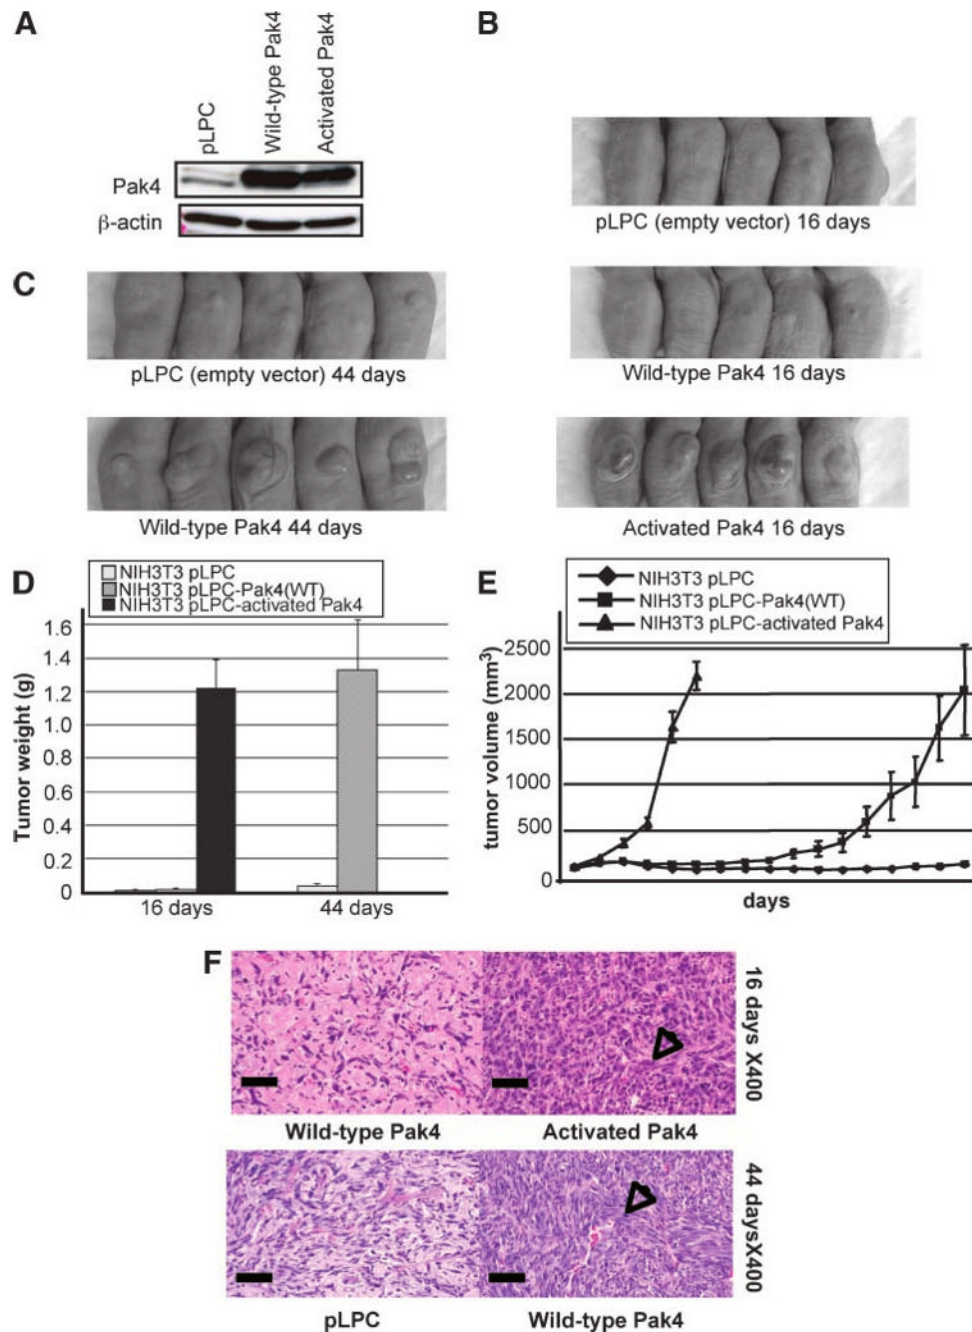 A
pLPC
Wild-type Pak4
Activated Pak4
Pak4
β-actin
B
pLPC (empty vector) 16 days
Wild-type Pak4 16 days
Activated Pak4 16 days
C
pLPC (empty vector) 44 days
Wild-type Pak4 44 days
D
NIH3T3 pLPC
NIH3T3 pLPC-Pak4(WT)
NIH3T3 pLPC-activated Pak4
Tumor weight (g)
1.6
1.4
1.2
1.0
0.8
0.6
0.4
0.2
0
16 days
44 days
E
NIH3T3 pLPC
NIH3T3 pLPC-Pak4(WT)
NIH3T3 pLPC-activated Pak4
tumor volume (mm³)
2500
2000
1500
1000
500
0
days
F
16 days X400
Wild-type Pak4
Activated Pak4
44 daysX400
pLPC
Wild-type Pak4